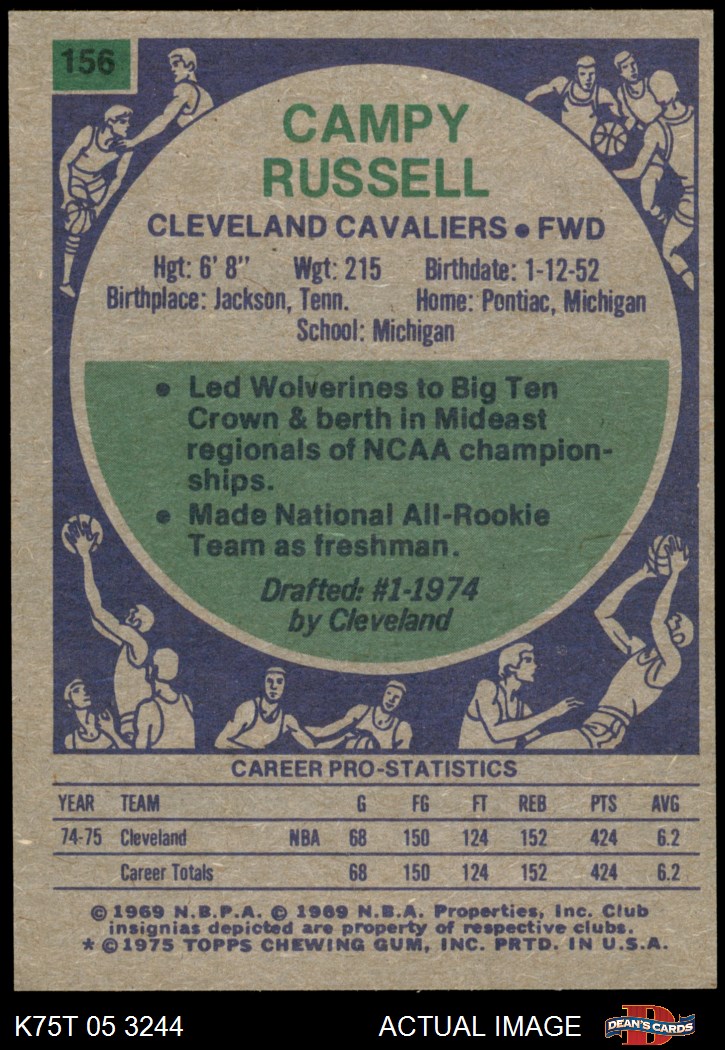 156
CAMPY
RUSSELL
CLEVELAND CAVALIERS • FWD
Hgt: 6' 8" Wgt: 215 Birthdate: 1-12-52
Birthplace: Jackson, Tenn. Home: Pontiac, Michigan
School: Michigan
• Led Wolverines to Big Ten
Crown & berth in Mideast
regionals of NCAA champion-
ships.
• Made National All-Rookie
Team as freshman.
Drafted: #1-1974
by Cleveland
CAREER PRO-STATISTICS
YEAR TEAM G FG FT REB PTS AVG
74-75 Cleveland NBA 68 150 124 152 424 6.2
Career Totals 68 150 124 152 424 6.2
© 1969 N.B.P.A. © 1969 N.B.A. Properties, Inc. Club
insignias depicted are property of respective clubs.
* © 1975 TOPPS CHEWING GUM, INC. PRTD. IN U.S.A.
K75T 05 3244 ACTUAL IMAGE D DEAN'S CARDS